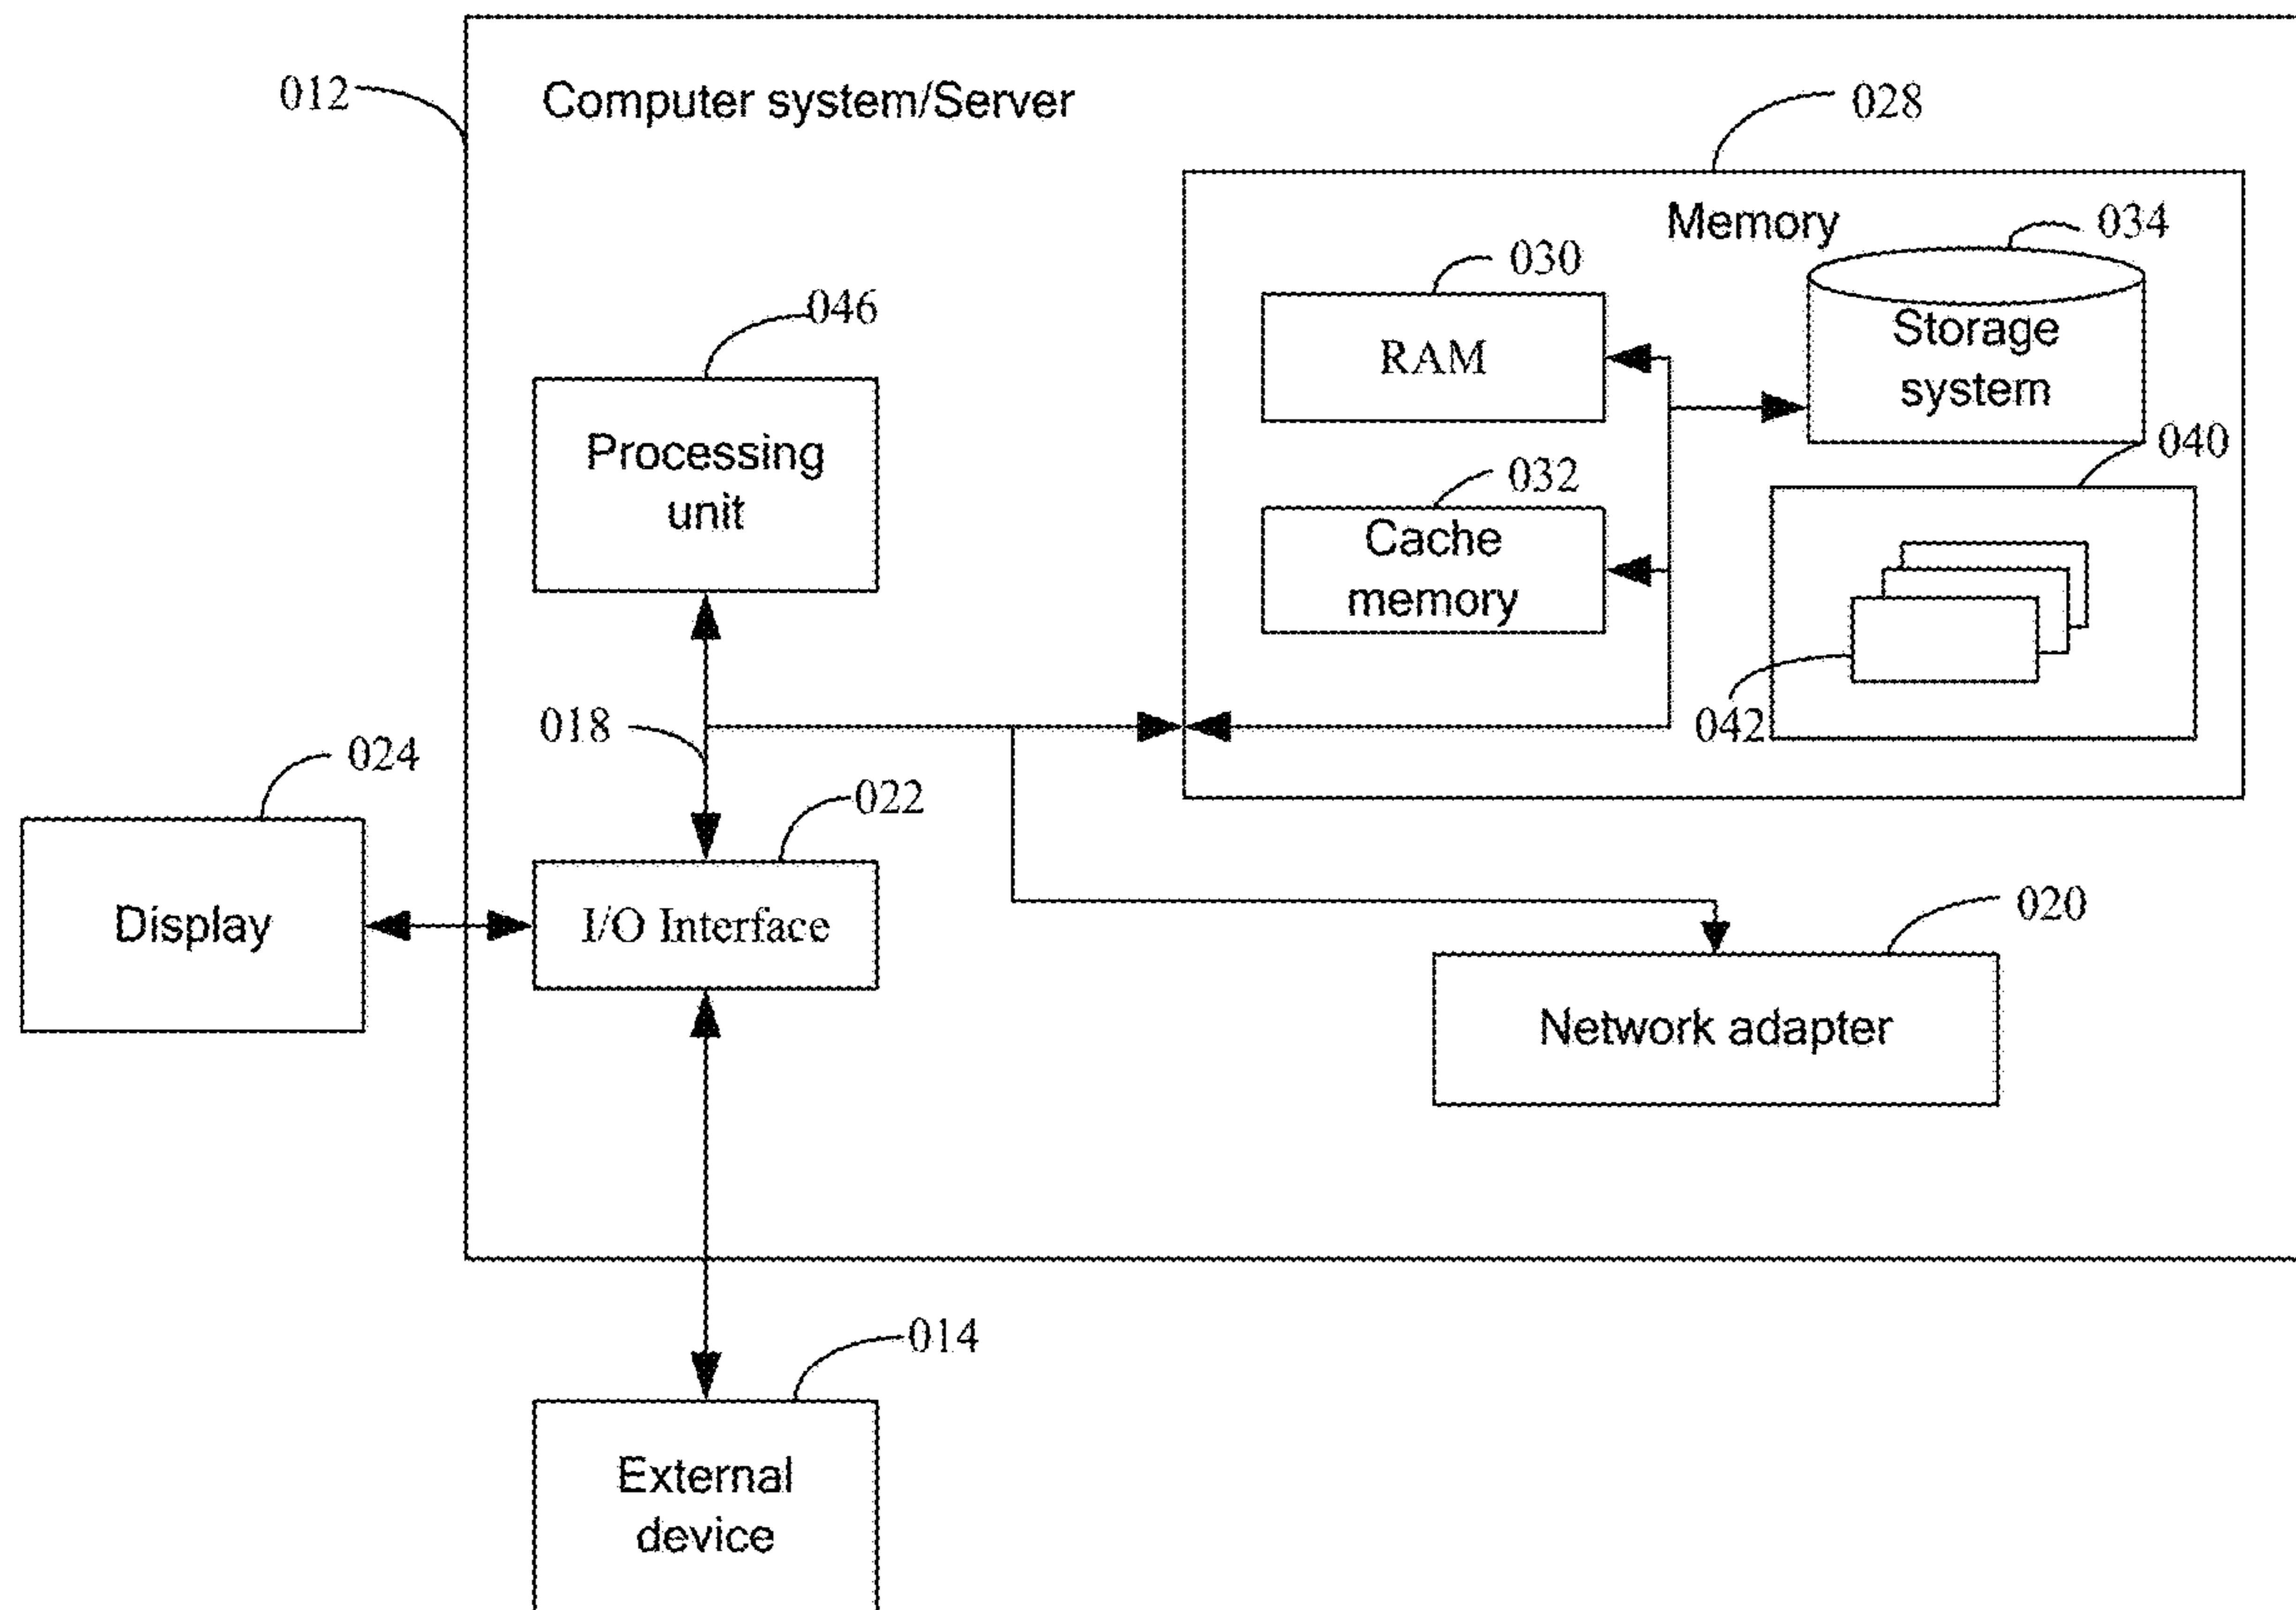 012
Computer system/Server
028
Memory
034
030
046
RAM
Storage
system
040
Processing
unit
032
Cache
memory
018
042
024
022
Display
I/O Interface
020
Network adapter
014
External
device